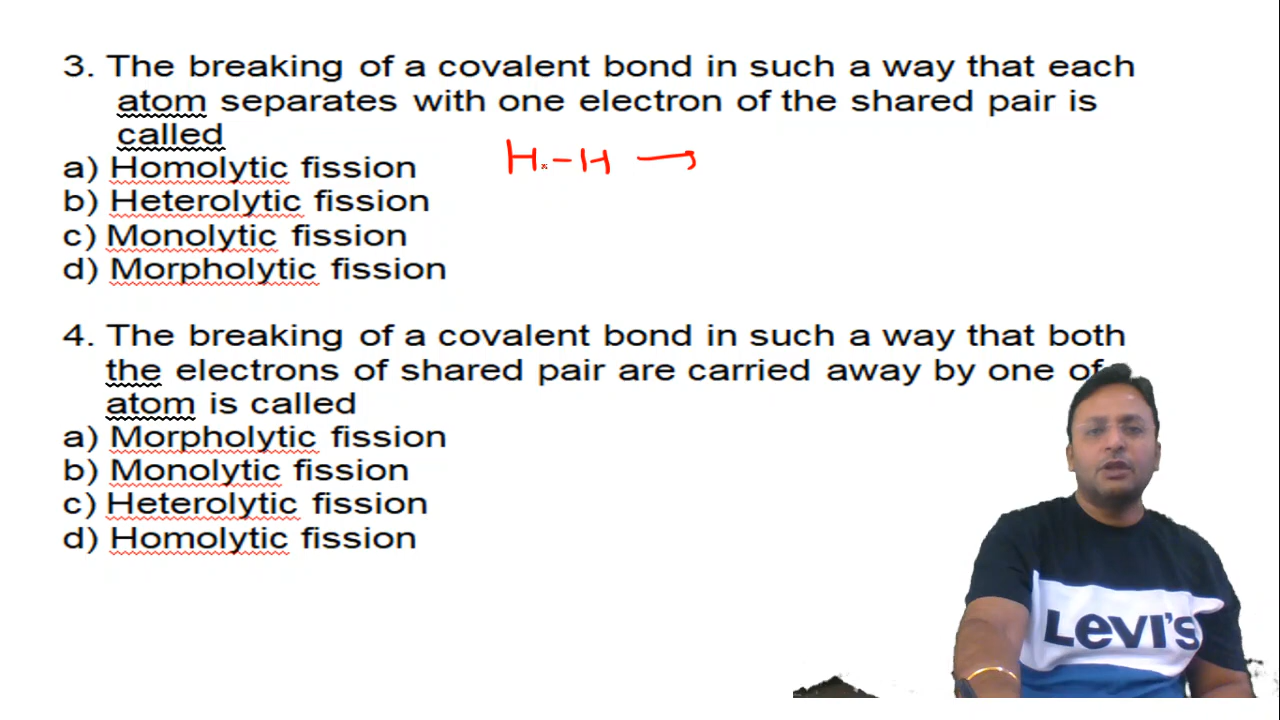 3. The breaking of a covalent bond in such a way that each
atom separates with one electron of the shared pair is
called
H - H →
a) Homolytic fission
b) Heterolytic fission
c) Monolytic fission
d) Morpholytic fission
4. The breaking of a covalent bond in such a way that both
the electrons of shared pair are carried away by one of
atom is called
a) Morpholytic fission
b) Monolytic fission
c) Heterolytic fission
d) Homolytic fission
Levi's